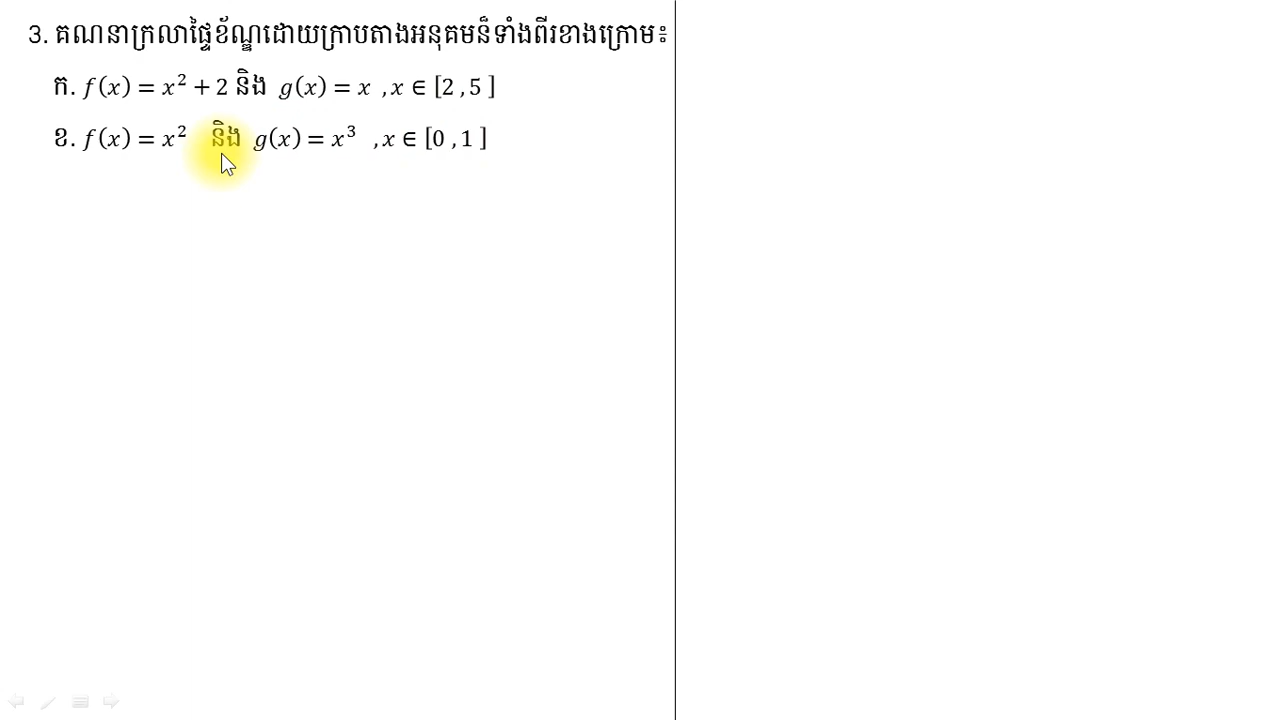 3. គណនាក្រលាផ្ទៃខ័ណ្ឌដោយក្រាបតាងអនុគមន៏ទាំងពីរខាងក្រោម៖
ក. f(x) = x² + 2 និង g(x) = x , x ∈ [2 , 5 ]
ខ. f(x) = x² និង g(x) = x³ , x ∈ [0 , 1 ]